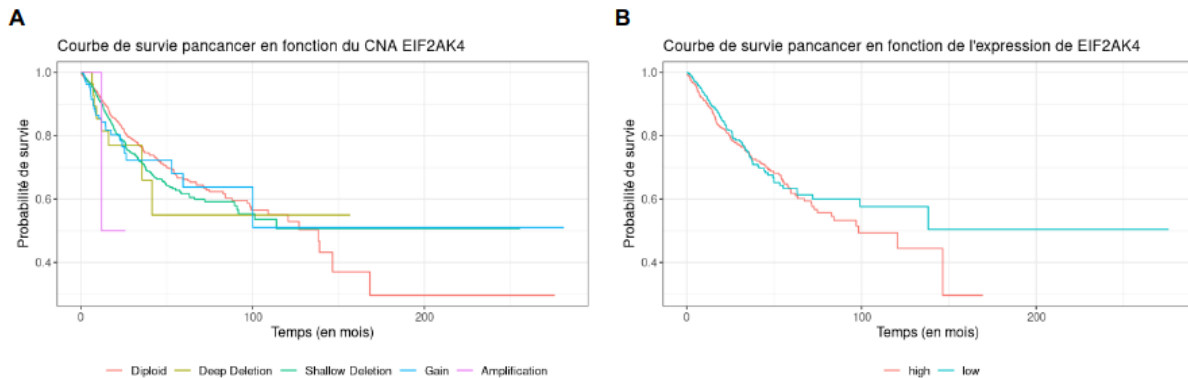 A
Courbe de survie pancancer en fonction du CNA EIF2AK4
Probabilité de survie
1.0
0.8
0.6
0.4
0
100
200
Temps (en mois)
Diploid Deep Deletion Shallow Deletion Gain Amplification
B
Courbe de survie pancancer en fonction de l'expression de EIF2AK4
Probabilité de survie
1.0
0.8
0.6
0.4
0
100
200
Temps (en mois)
high low